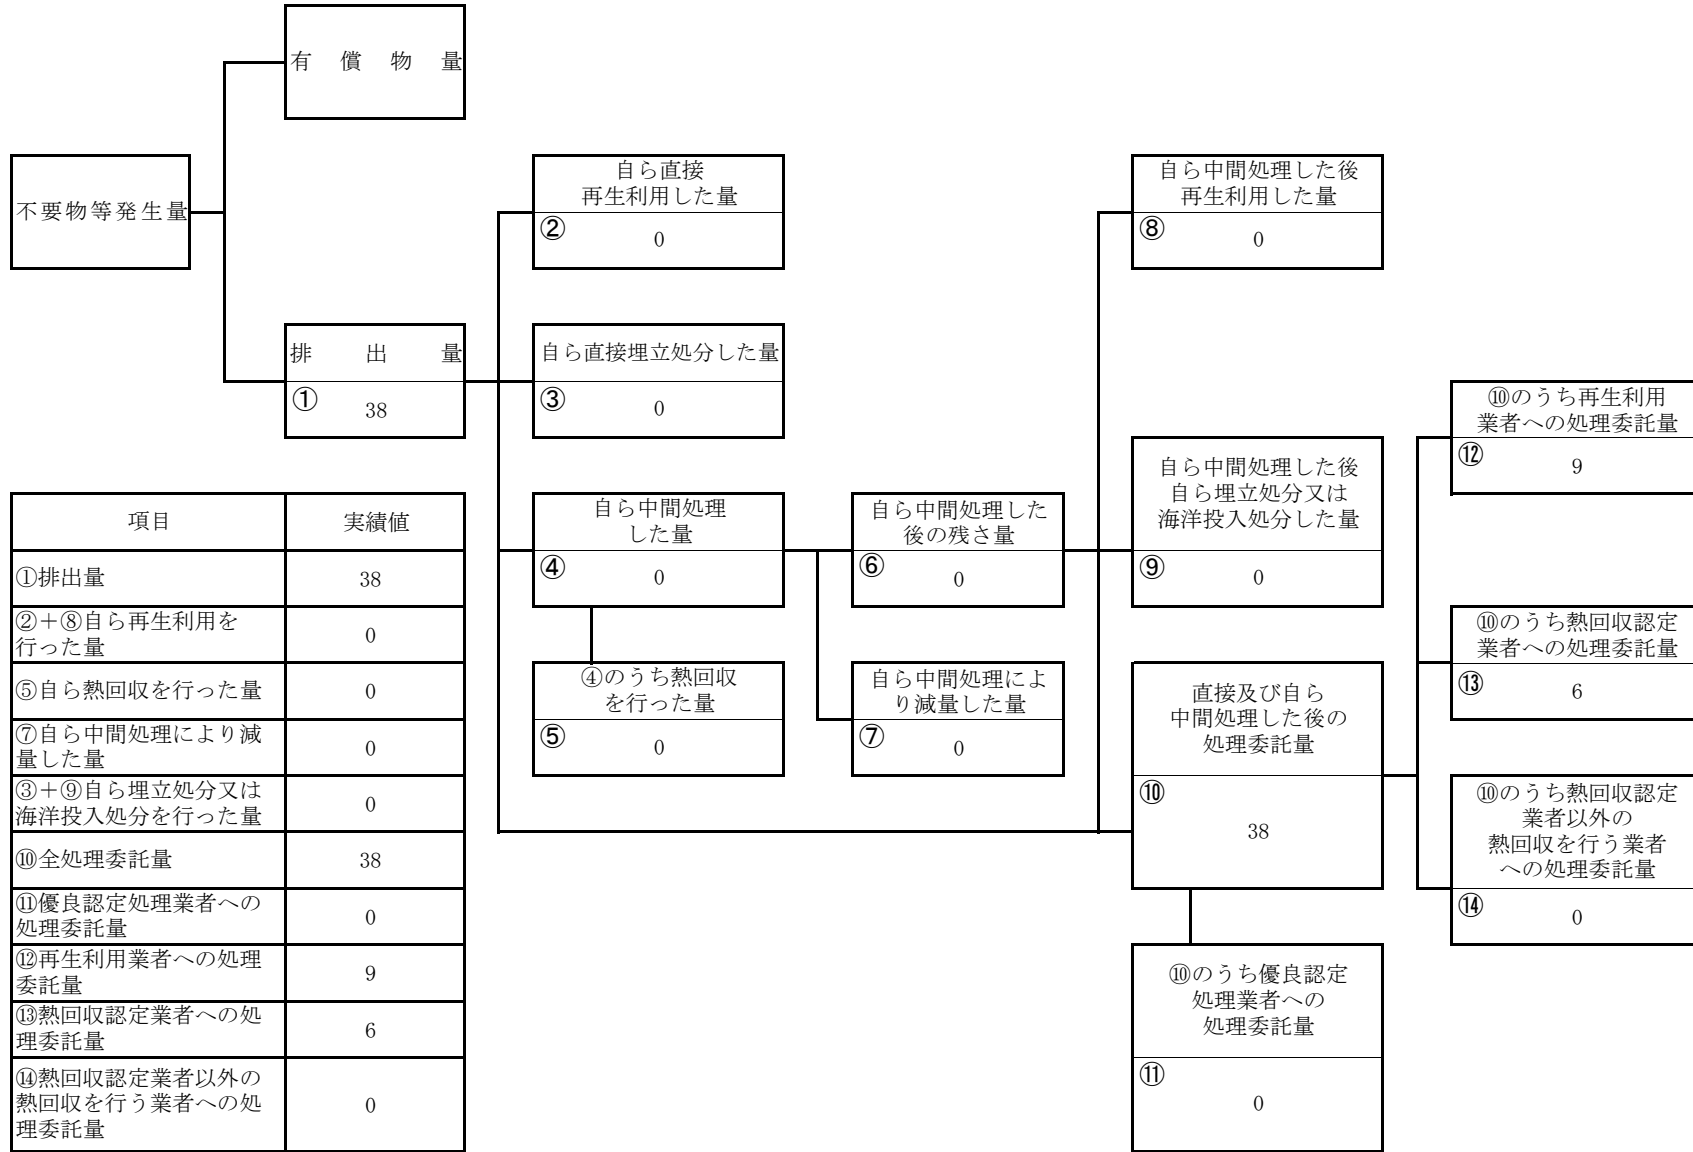 有償物量
不要物等発生量
自ら直接
再生利用した量
②
0
自ら中間処理した後
再生利用した量
⑧
0
排出量
①
38
自ら直接埋立処分した量
③
0
⑩のうち再生利用
業者への処理委託量
⑫
9
自ら中間処理
した量
④
0
自ら中間処理した
後の残さ量
⑥
0
自ら中間処理した後
自ら埋立処分又は
海洋投入処分した量
⑨
0
⑩のうち熱回収認定
業者への処理委託量
⑬
6
④のうち熱回収
を行った量
⑤
0
自ら中間処理によ
り減量した量
⑦
0
直接及び自ら
中間処理した後の
処理委託量
⑩
38
⑩のうち熱回収認定
業者以外の
熱回収を行う業者
への処理委託量
⑭
0
⑩のうち優良認定
処理業者への
処理委託量
⑪
0
項目 実績値
①排出量 38
②+⑧自ら再生利用を
行った量 0
⑤自ら熱回収を行った量 0
⑦自ら中間処理により減
量した量 0
③+⑨自ら埋立処分又は
海洋投入処分を行った量 0
⑩全処理委託量 38
⑪優良認定処理業者への
処理委託量 0
⑫再生利用業者への処理
委託量 9
⑬熱回収認定業者への処
理委託量 6
⑭熱回収認定業者以外の
熱回収を行う業者への処
理委託量 0